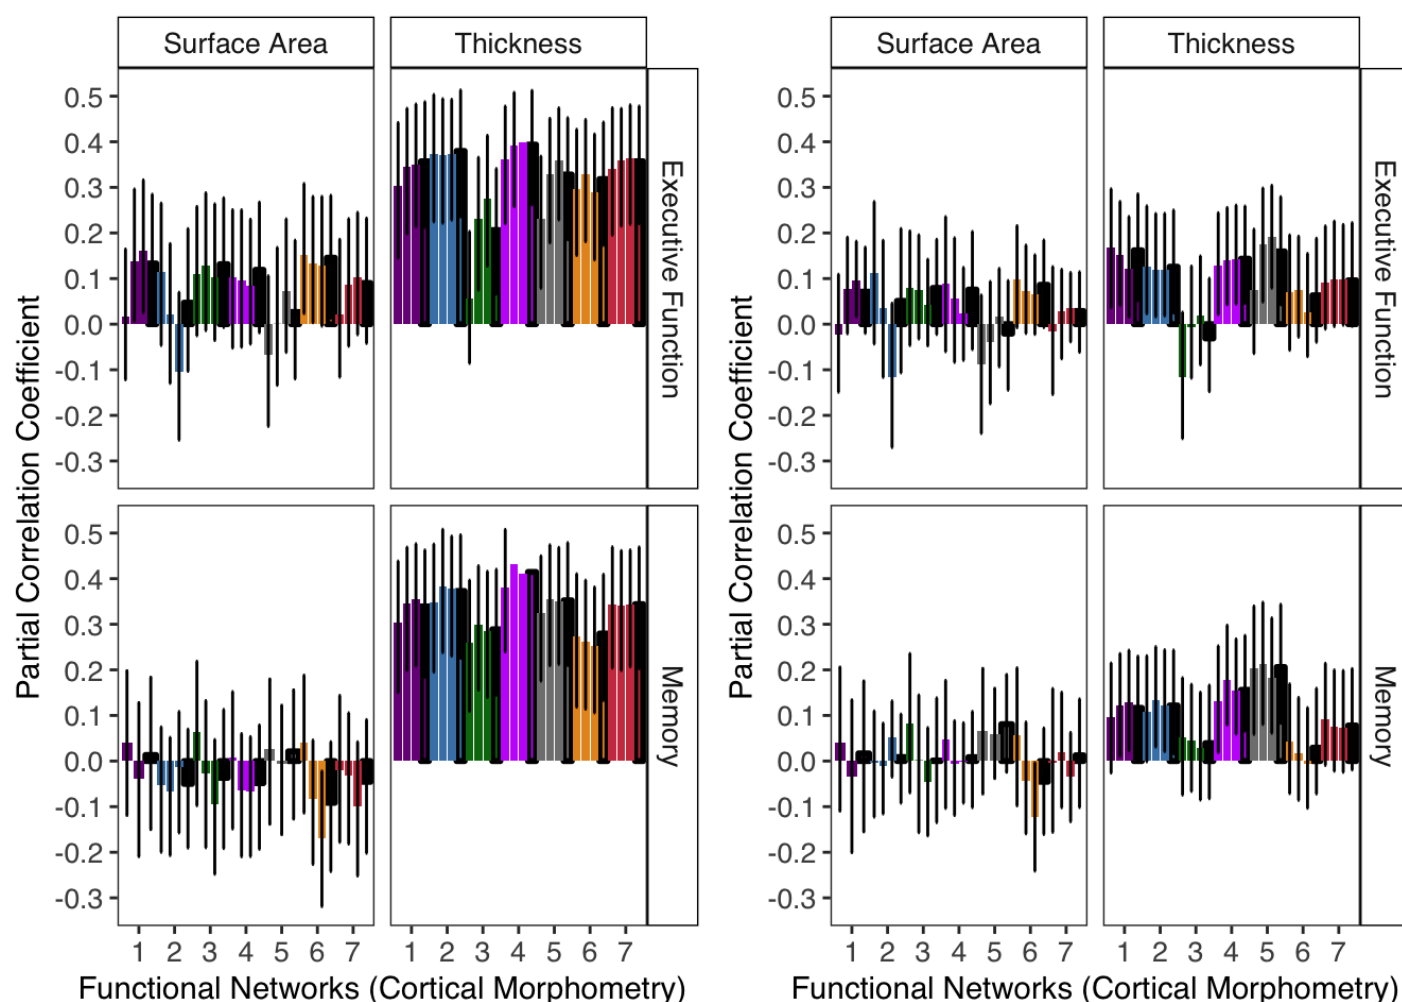 Surface Area
Thickness
Surface Area
Thickness
Partial Correlation Coefficient
0.5
0.4
0.3
0.2
0.1
0.0
-0.1
-0.2
-0.3
Executive Function
0.5
0.4
0.3
0.2
0.1
0.0
-0.1
-0.2
-0.3
Memory
1 2 3 4 5 6 7
1 2 3 4 5 6 7
Functional Networks (Cortical Morphometry)
Partial Correlation Coefficient
0.5
0.4
0.3
0.2
0.1
0.0
-0.1
-0.2
-0.3
Executive Function
0.5
0.4
0.3
0.2
0.1
0.0
-0.1
-0.2
-0.3
Memory
1 2 3 4 5 6 7
1 2 3 4 5 6 7
Functional Networks (Cortical Morphometry)